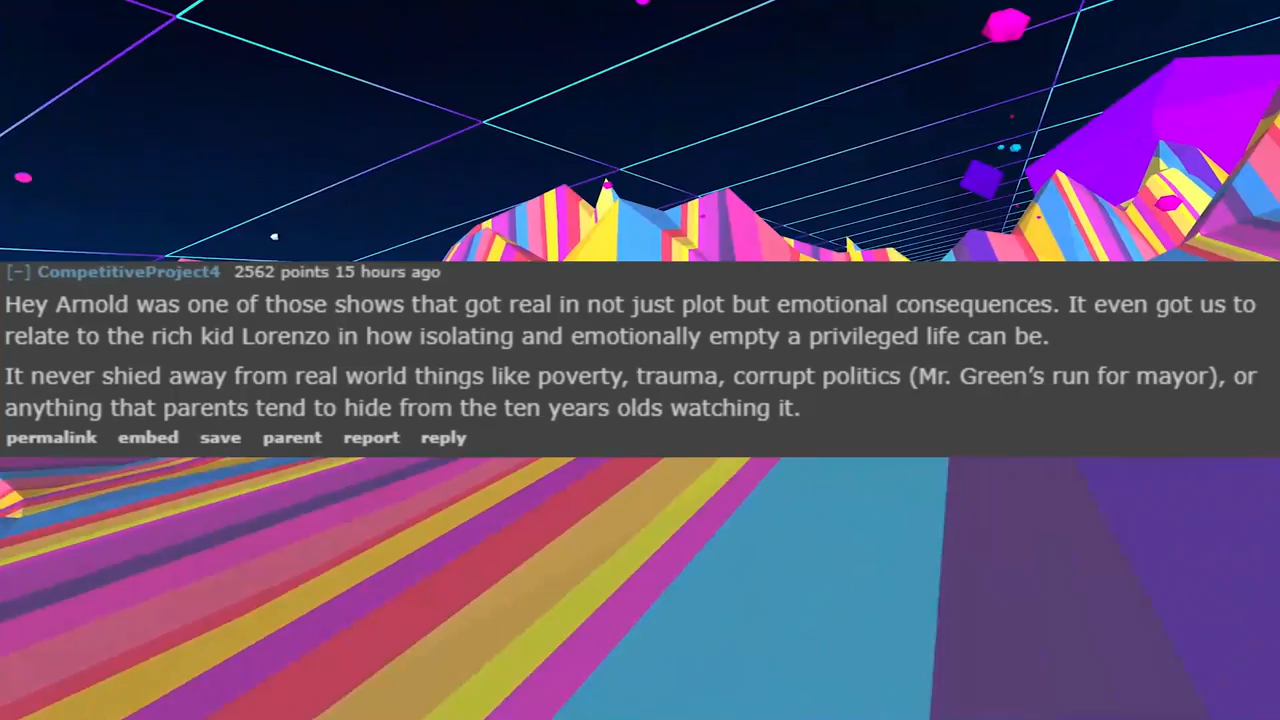 [−] CompetitiveProject4 2562 points 15 hours ago
Hey Arnold was one of those shows that got real in not just plot but emotional consequences. It even got us to
relate to the rich kid Lorenzo in how isolating and emotionally empty a privileged life can be.
It never shied away from real world things like poverty, trauma, corrupt politics (Mr. Green’s run for mayor), or
anything that parents tend to hide from the ten years olds watching it.
permalink embed save parent report reply